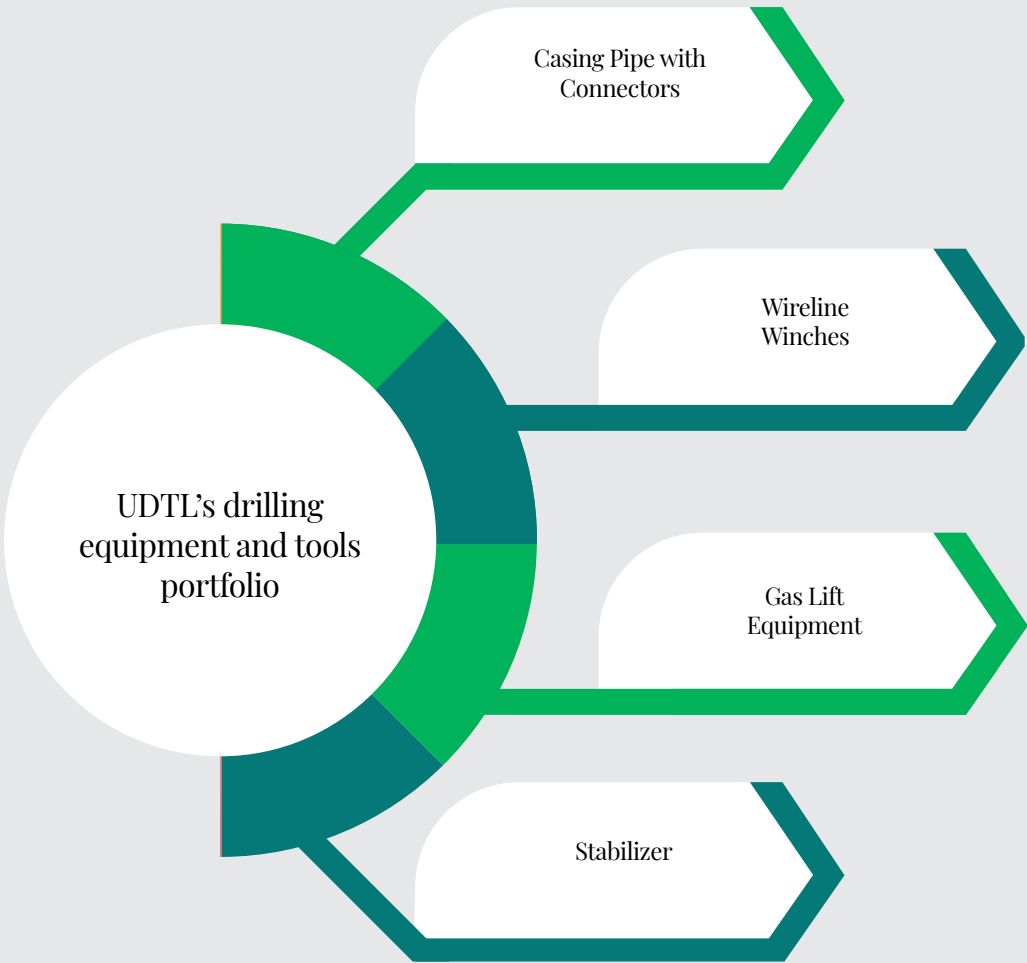 Casing Pipe with
Connectors
Wireline
Winches
UDTL’s drilling
equipment and tools
portfolio
Gas Lift
Equipment
Stabilizer